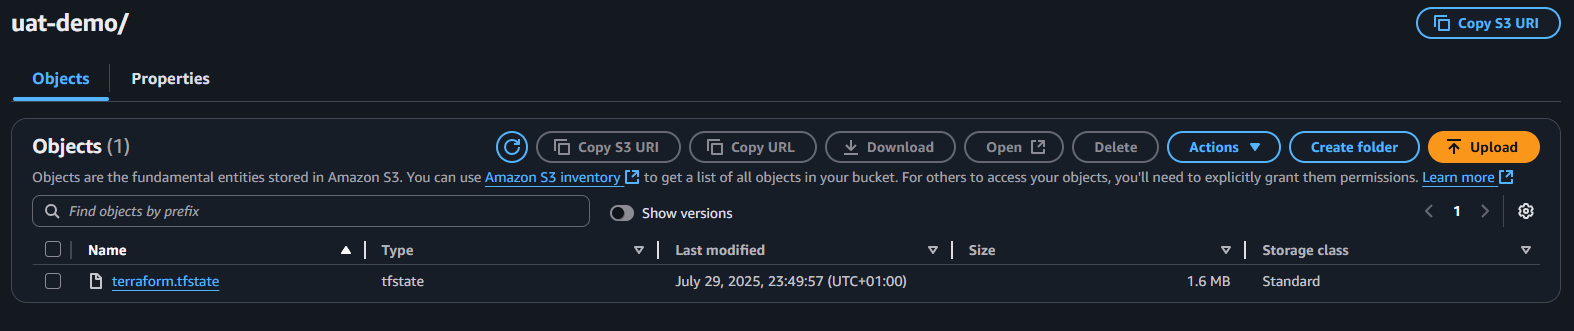 uat-demo/
Copy S3 URI
Objects
Properties
Objects (1)
Copy S3 URI
Copy URL
Download
Open
Delete
Actions
Create folder
Upload
Objects are the fundamental entities stored in Amazon S3. You can use Amazon S3 inventory to get a list of all objects in your bucket. For others to access your objects, you'll need to explicitly grant them permissions. Learn more
Find objects by prefix
Show versions
1
Name Type Last modified Size Storage class
terraform.tfstate tfstate July 29, 2025, 23:49:57 (UTC+01:00) 1.6 MB Standard